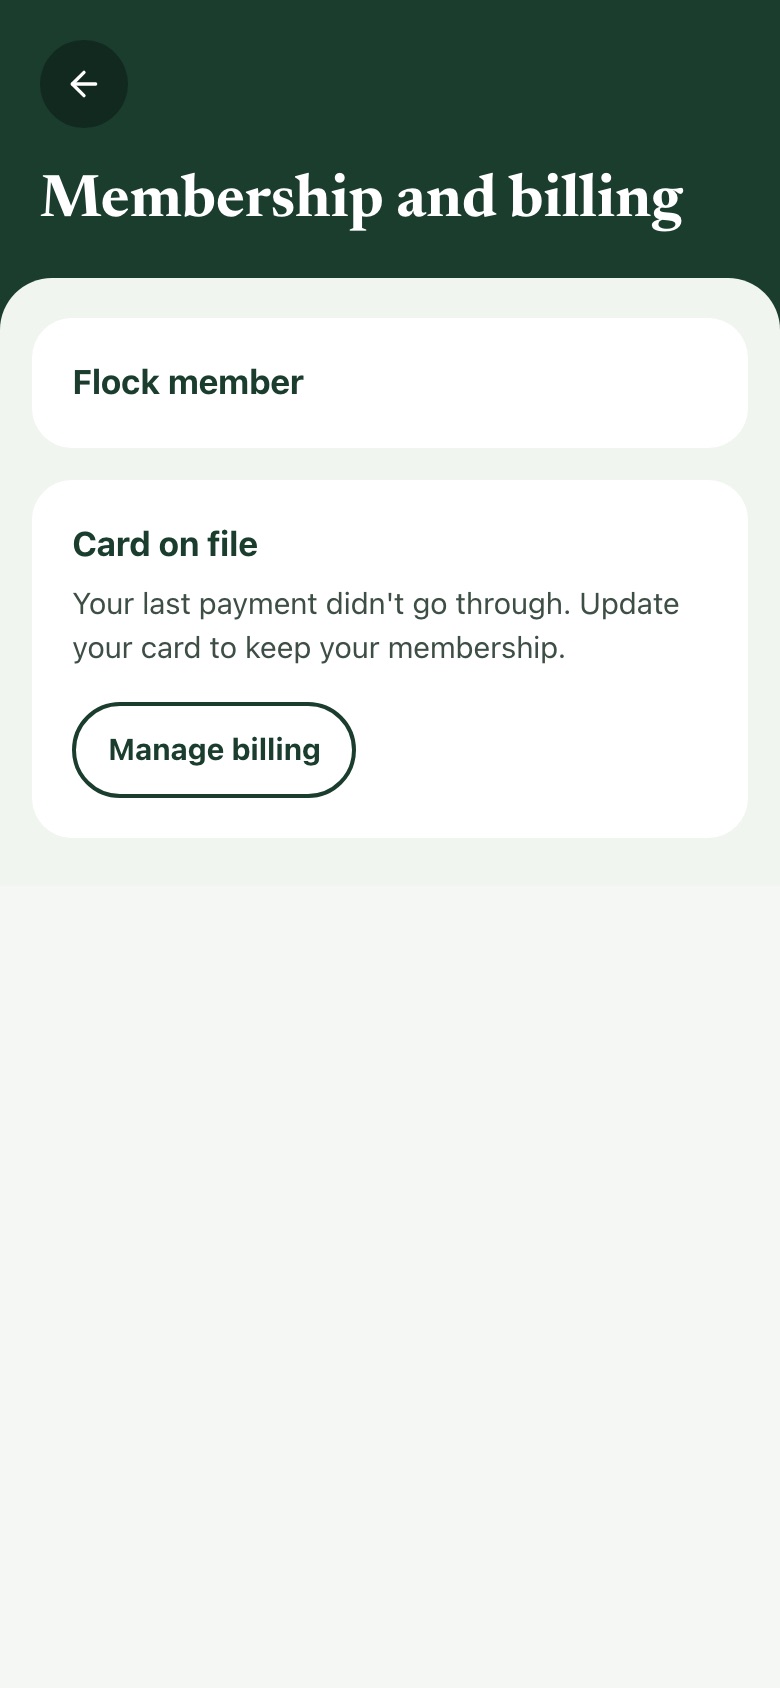 Membership and billing
Flock member
Card on file
Your last payment didn't go through. Update
your card to keep your membership.
Manage billing